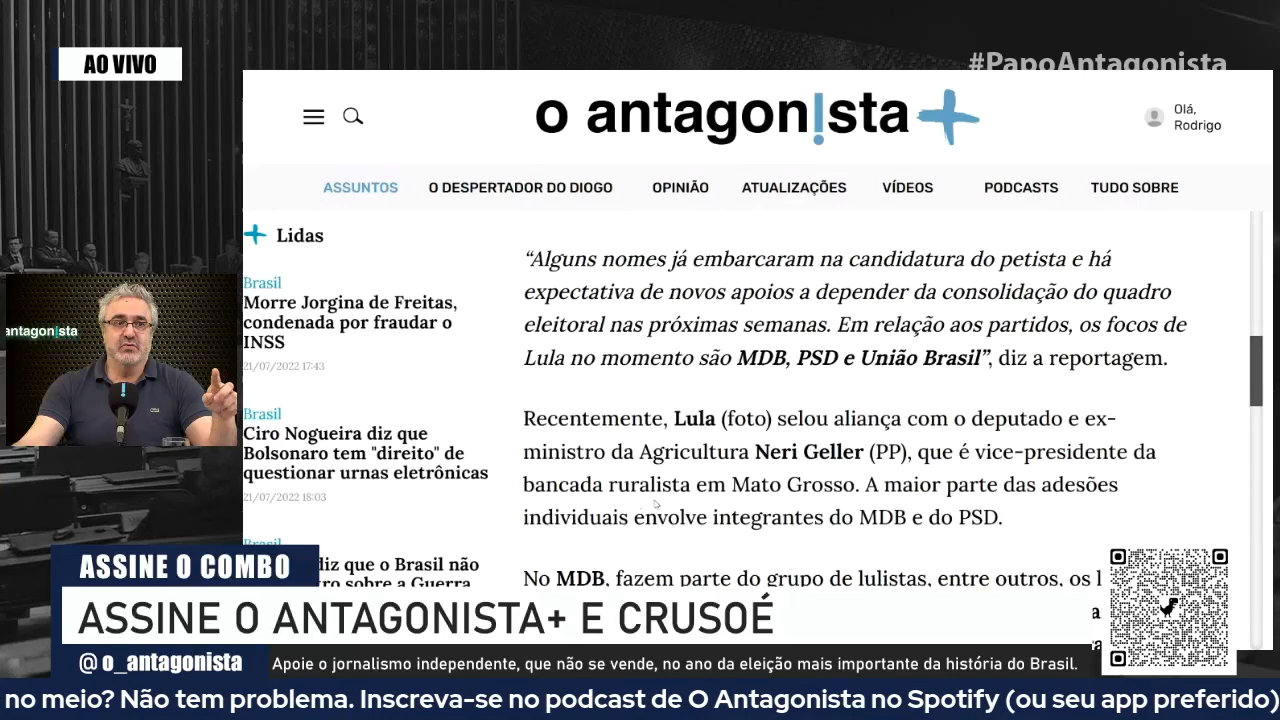 AO VIVO
#PapoAntagonista
o antagon!sta+
Olá,
Rodrigo
ASSUNTOS O DESPERTADOR DO DIOGO OPINIÃO ATUALIZAÇÕES VÍDEOS PODCASTS TUDO SOBRE
Lidas
Brasil
Morre Jorgina de Freitas,
condenada por fraudar o
INSS
21/07/2022 17:43
Brasil
Ciro Nogueira diz que
Bolsonaro tem "direito" de
questionar urnas eletrônicas
21/07/2022 18:03
Brasil
diz que o Brasil não
sobre a Guerra
“Alguns nomes já embarcaram na candidatura do petista e há
expectativa de novos apoios a depender da consolidação do quadro
eleitoral nas próximas semanas. Em relação aos partidos, os focos de
Lula no momento são MDB, PSD e União Brasil”, diz a reportagem.
Recentemente, Lula (foto) selou aliança com o deputado e ex-
ministro da Agricultura Neri Geller (PP), que é vice-presidente da
bancada ruralista em Mato Grosso. A maior parte das adesões
individuais envolve integrantes do MDB e do PSD.
No MDB, fazem parte do grupo de lulistas, entre outros, os
antagon!sta
ASSINE O COMBO
ASSINE O ANTAGONISTA+ E CRUSOÉ
@o_antagonista
Apoie o jornalismo independente, que não se vende, no ano da eleição mais importante da história do Brasil.
no meio? Não tem problema. Inscreva-se no podcast de O Antagonista no Spotify (ou seu app preferido)